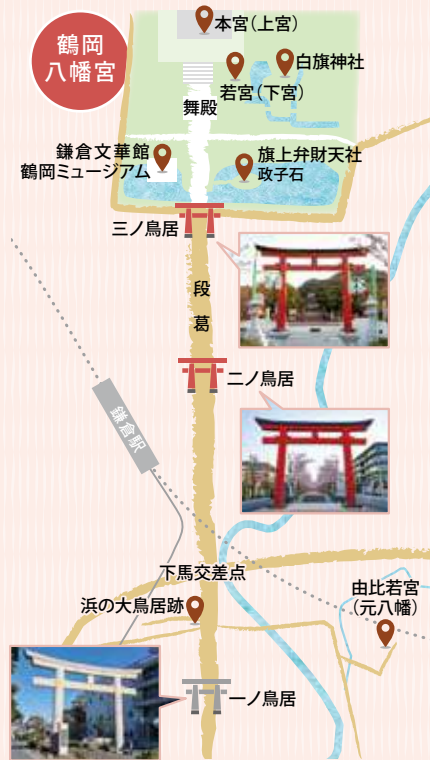 鶴岡
八幡宮
本宮（上宮）
白旗神社
若宮（下宮）
舞殿
鎌倉文華館
鶴岡ミュージアム
旗上弁財天社
政子石
三ノ鳥居
段
葛
二ノ鳥居
鎌倉駅
下馬交差点
浜の大鳥居跡
由比若宮
（元八幡）
一ノ鳥居